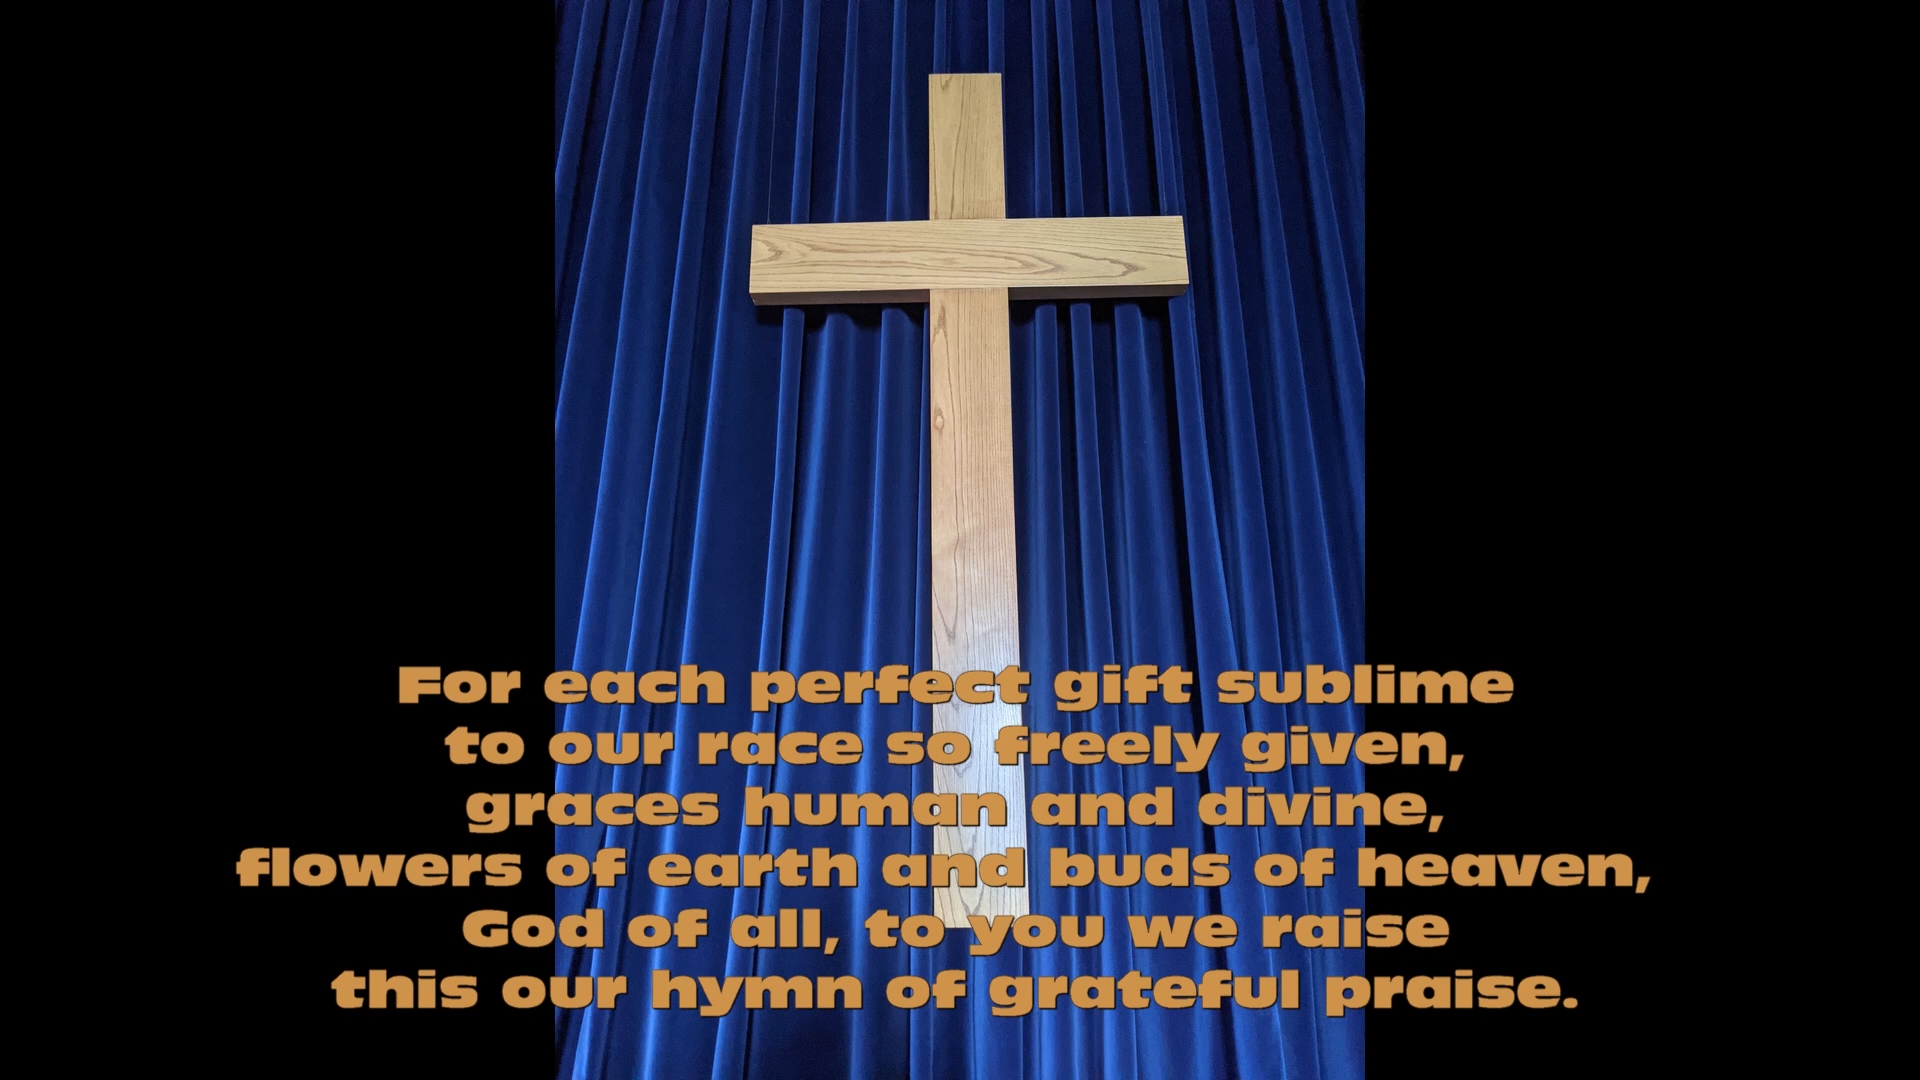 For each perfect gift sublime
to our race so freely given,
graces human and divine,
flowers of earth and buds of heaven,
God of all, to you we raise
this our hymn of grateful praise.